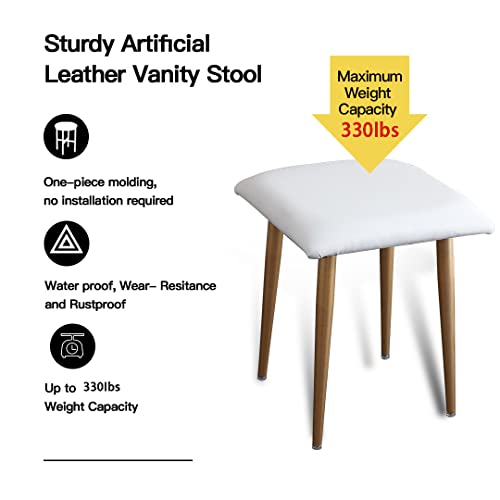 Sturdy Artificial
Leather Vanity Stool
Maximum
Weight
Capacity
330lbs
One-piece molding,
no installation required
Water proof, Wear- Resitance
and Rustproof
Up to 330lbs
Weight Capacity